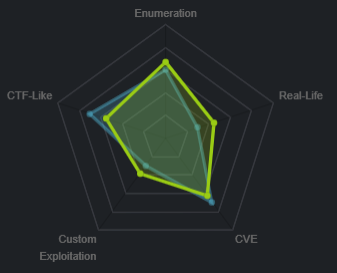 Enumeration
CTF-Like
Real-Life
Custom
Exploitation
CVE